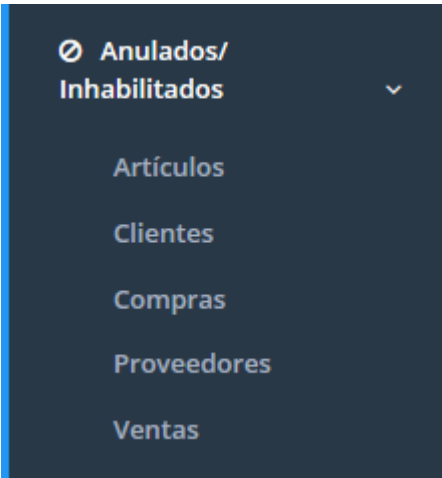 Anulados/
Inhabilitados
Artículos
Clientes
Compras
Proveedores
Ventas